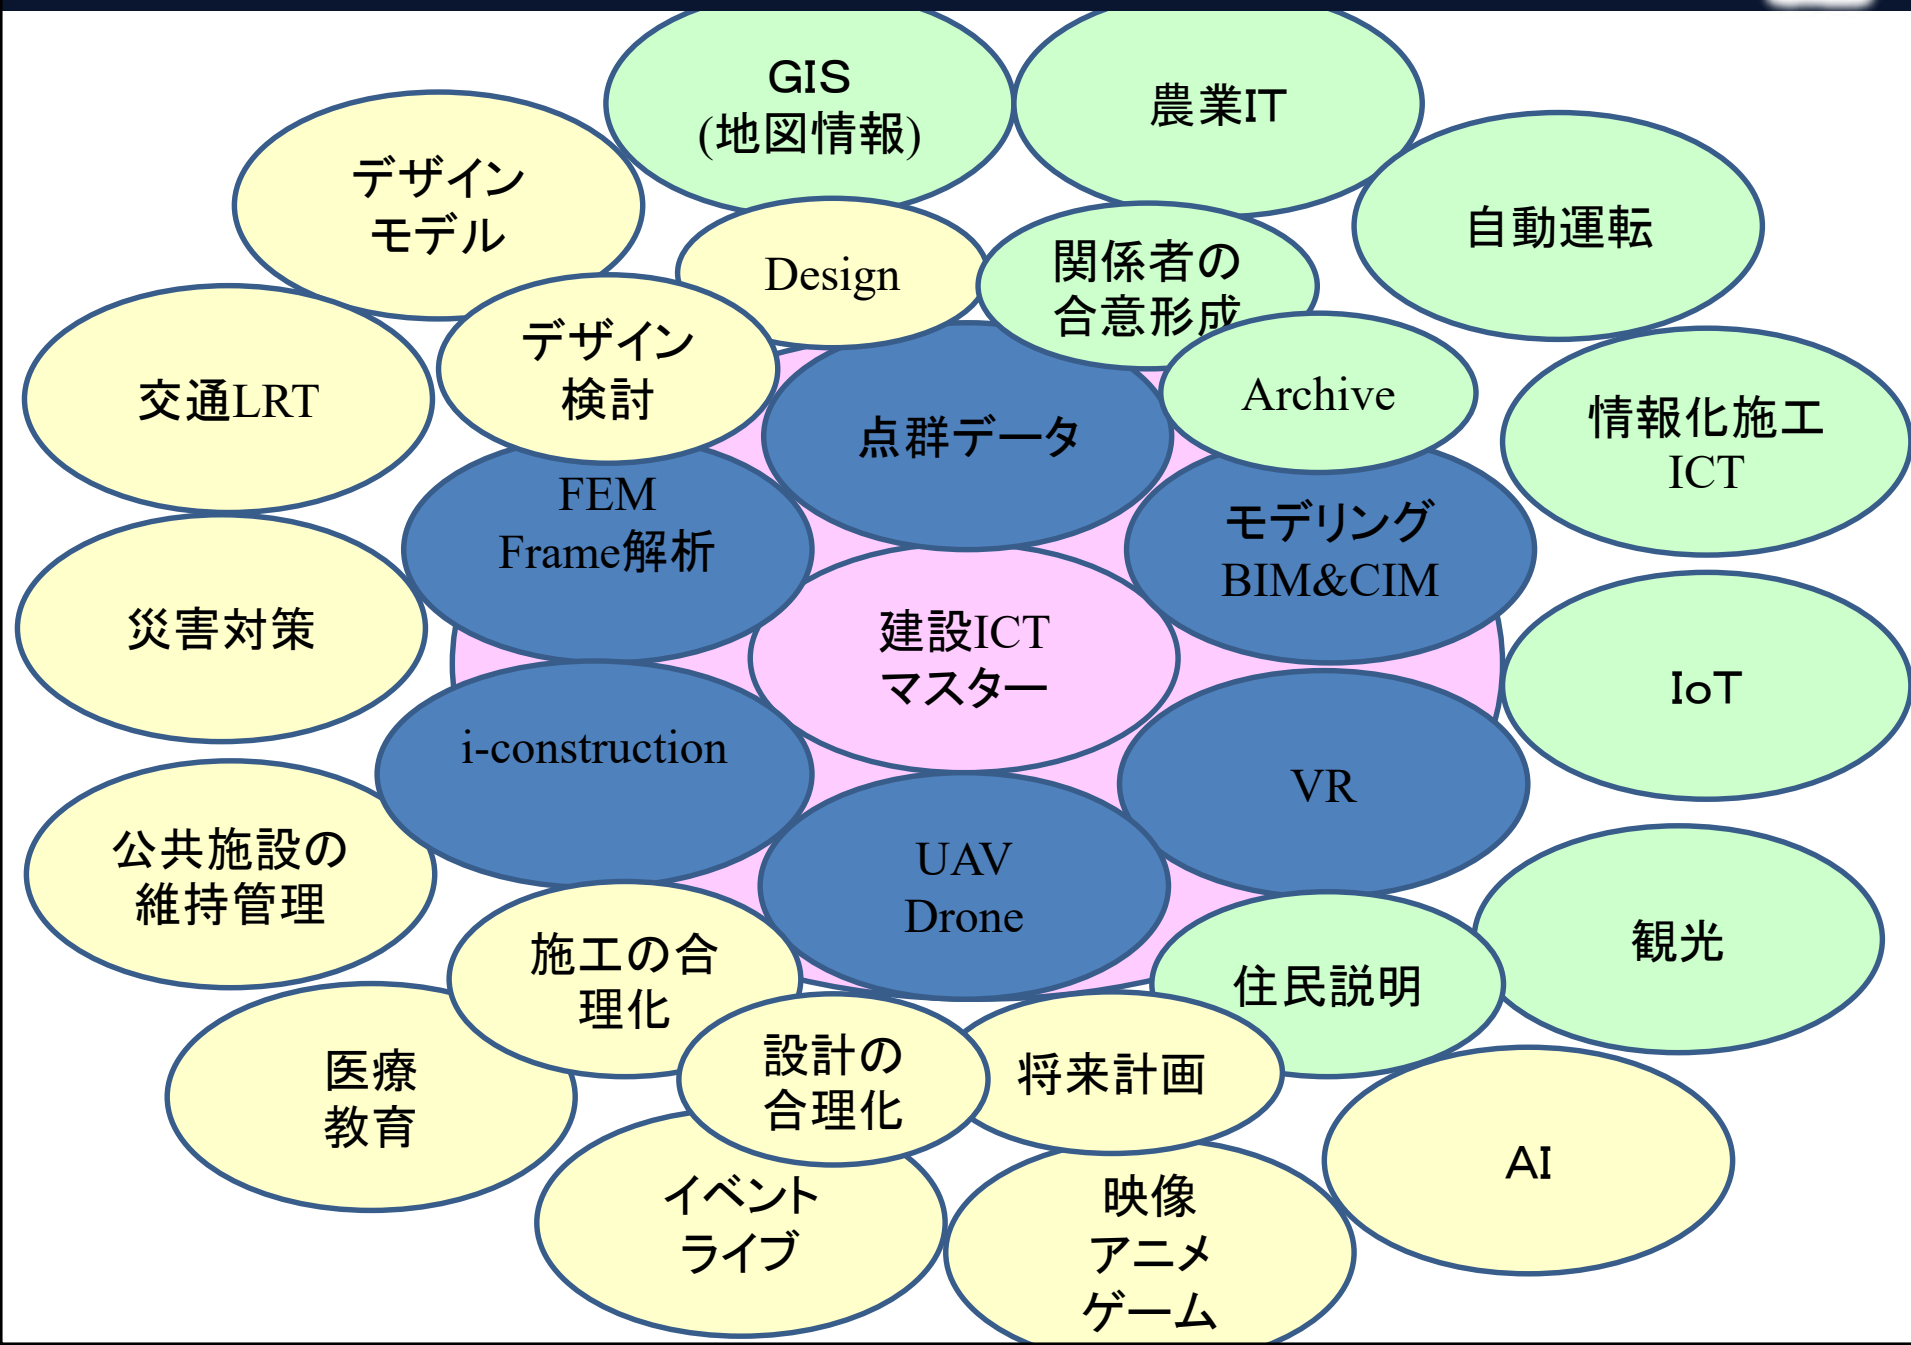 GIS
(地図情報)
農業IT
デザイン
モデル
自動運転
Design
関係者の
合意形成
デザイン
検討
交通LRT
Archive
点群データ
情報化施工
ICT
FEM
Frame解析
モデリング
BIM&CIM
災害対策
建設ICT
マスター
IoT
i-construction
VR
公共施設の
維持管理
UAV
Drone
観光
施工の合
理化
住民説明
設計の
合理化
将来計画
医療
教育
AI
イベント
ライブ
映像
アニメ
ゲーム